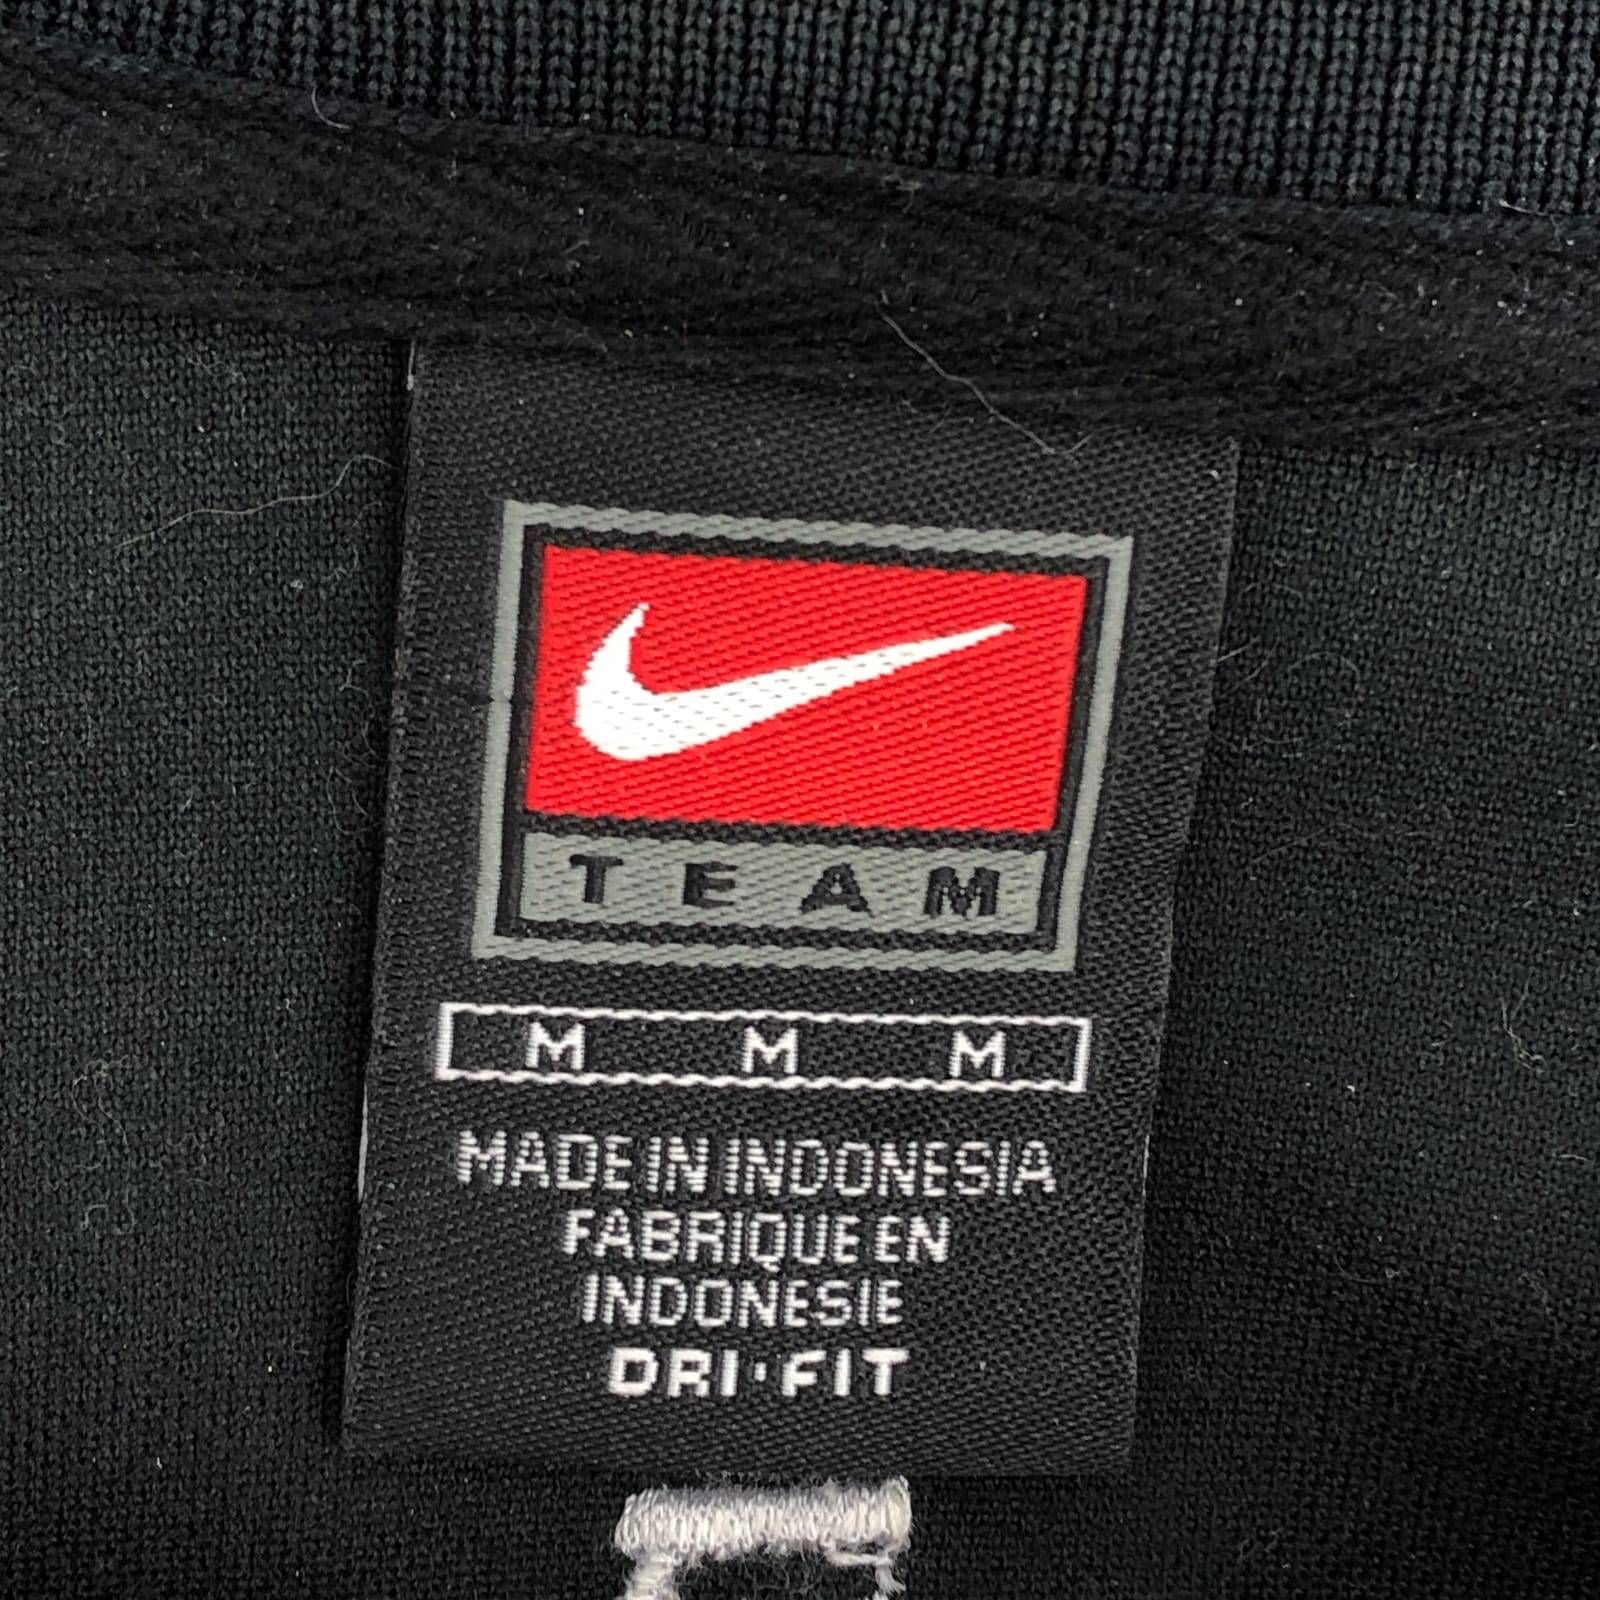 TEAM
M M M
MADE IN INDONESIA
FABRIQUE EN
INDONESIE
DRI·FIT